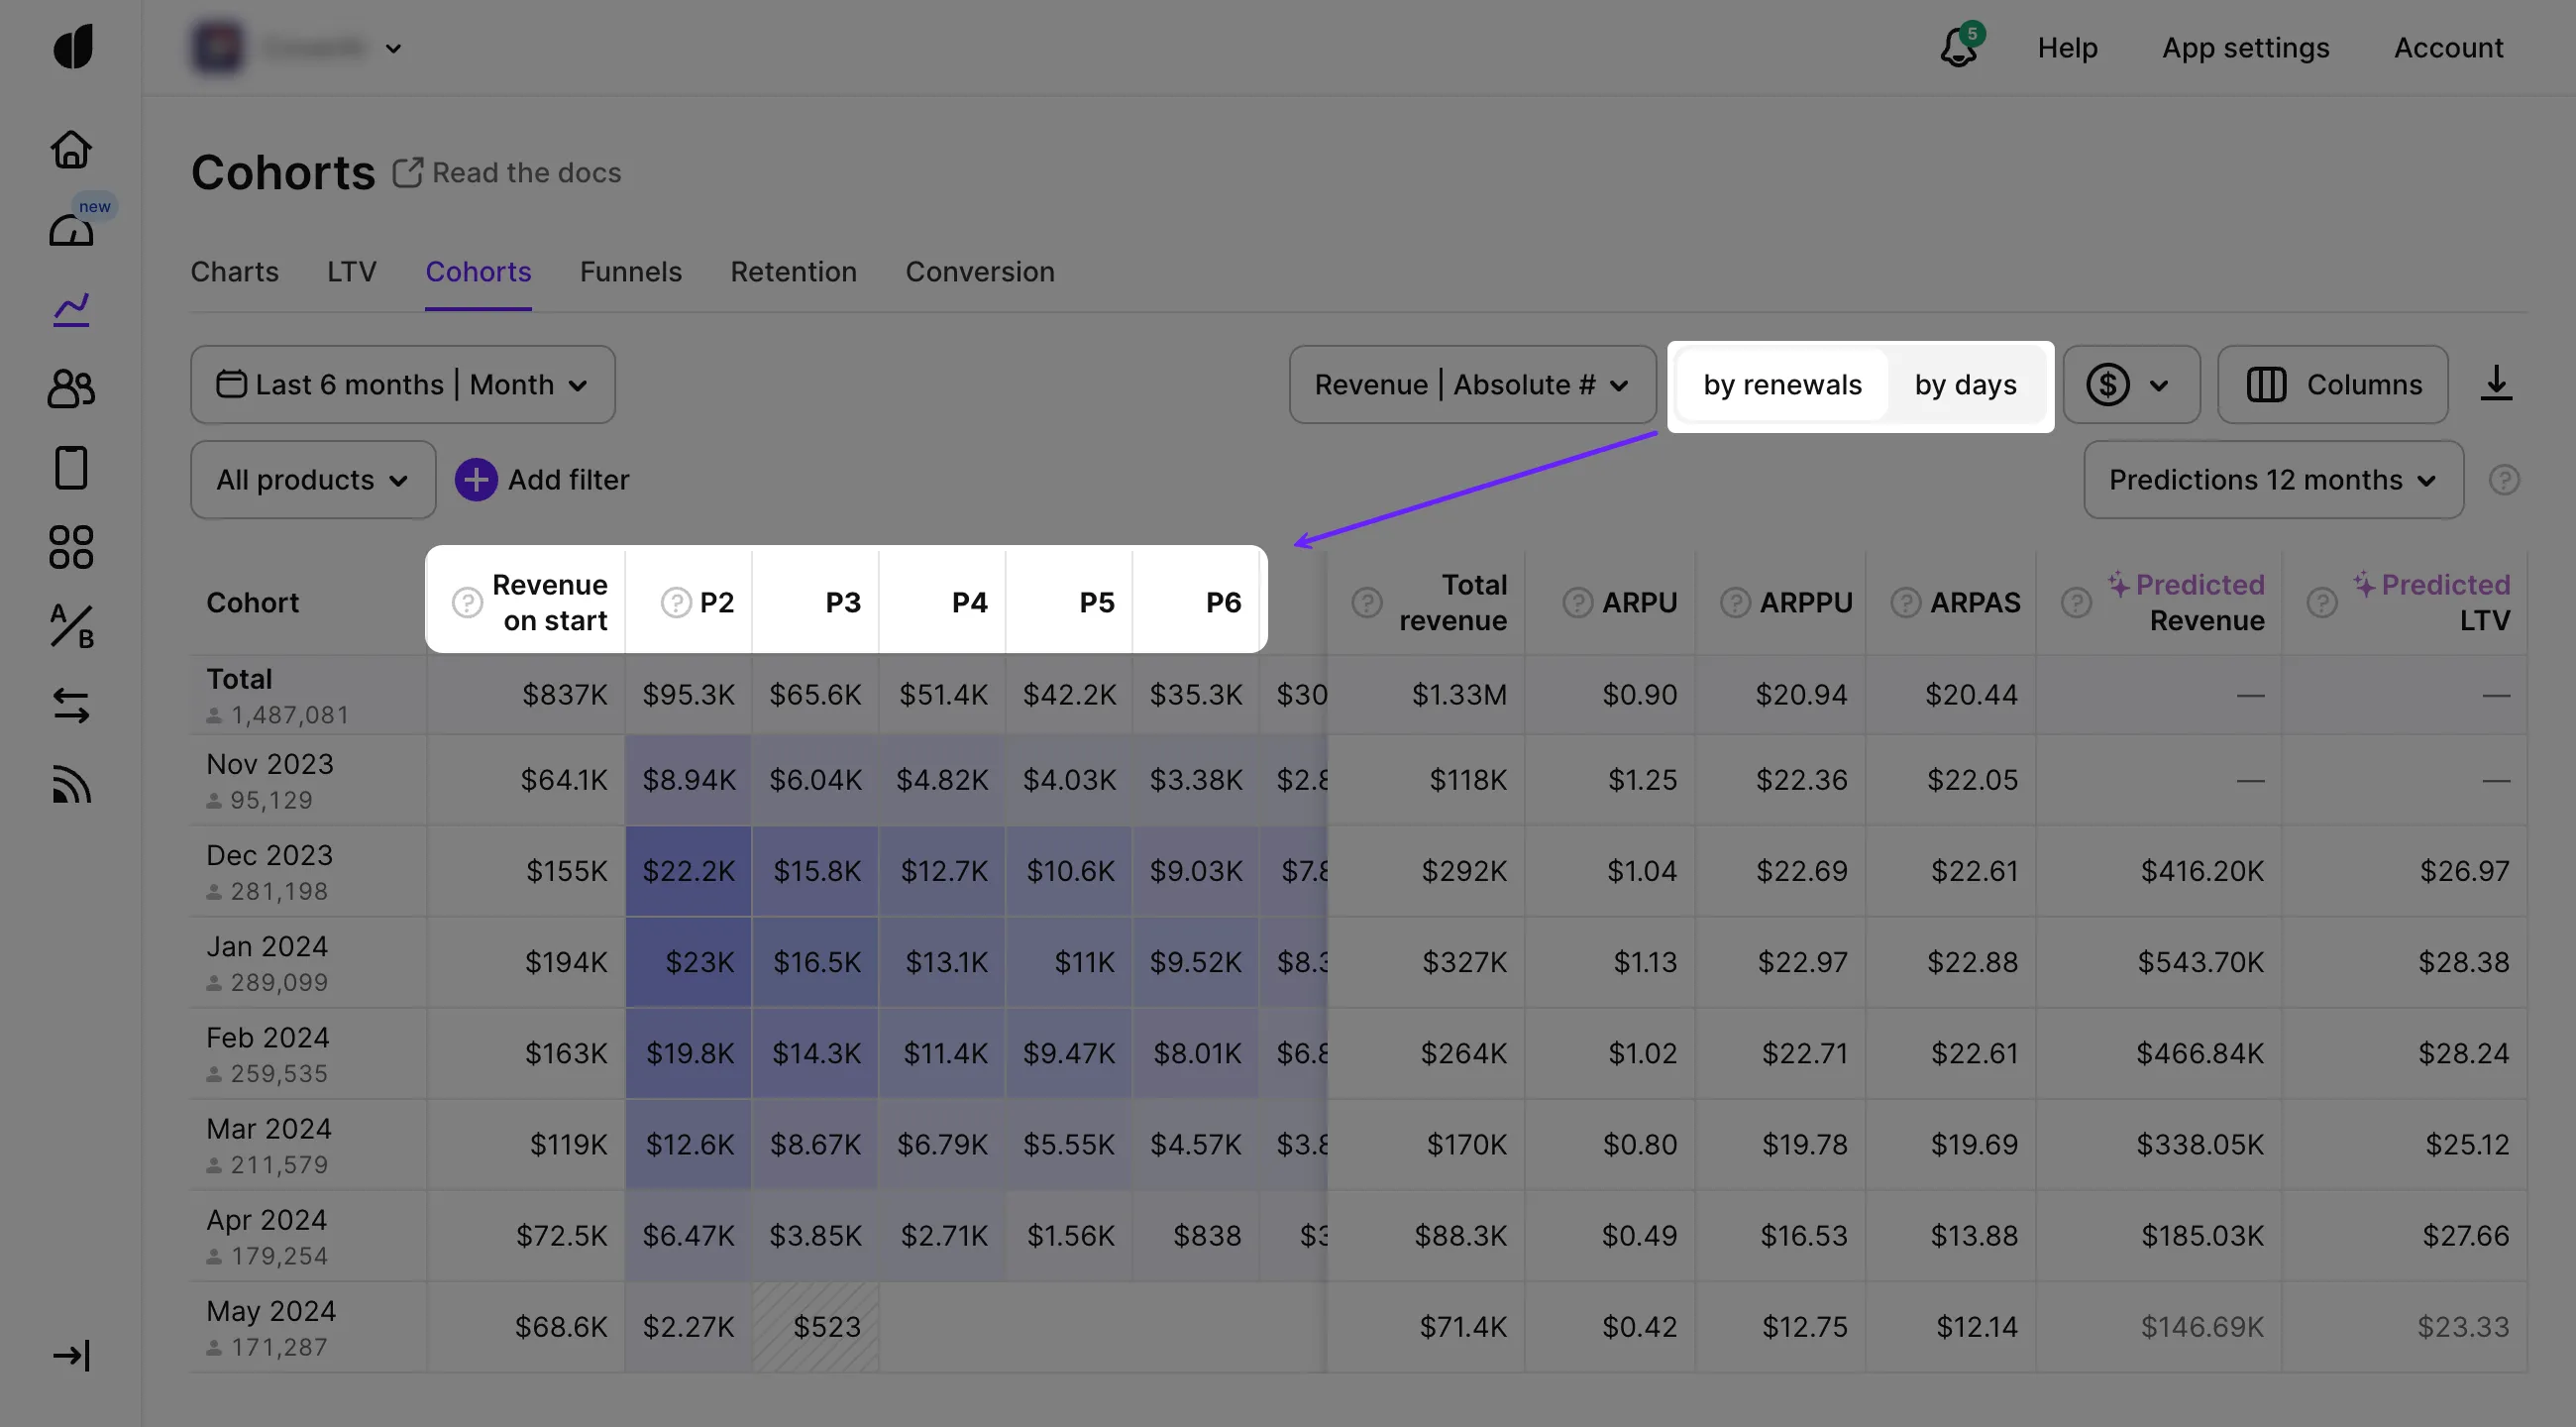 5
Help
App settings
Account
Cohorts
Read the docs
new
Charts
LTV
Cohorts
Funnels
Retention
Conversion
Last 6 months | Month
Revenue | Absolute #
by renewals
by days
$
Columns
All products
Add filter
Predictions 12 months
?
Cohort
? Revenue on start
? P2
P3
P4
P5
P6
? Total revenue
? ARPU
? ARPPU
? ARPAS
? Predicted Revenue
? Predicted LTV
Total
1,487,081
$837K $95.3K $65.6K $51.4K $42.2K $35.3K $30 $1.33M $0.90 $20.94 $20.44 — —
Nov 2023
95,129
$64.1K $8.94K $6.04K $4.82K $4.03K $3.38K $2.8 $118K $1.25 $22.36 $22.05 — —
Dec 2023
281,198
$155K $22.2K $15.8K $12.7K $10.6K $9.03K $7.8 $292K $1.04 $22.69 $22.61 $416.20K $26.97
Jan 2024
289,099
$194K $23K $16.5K $13.1K $11K $9.52K $8.3 $327K $1.13 $22.97 $22.88 $543.70K $28.38
Feb 2024
259,535
$163K $19.8K $14.3K $11.4K $9.47K $8.01K $6.8 $264K $1.02 $22.71 $22.61 $466.84K $28.24
Mar 2024
211,579
$119K $12.6K $8.67K $6.79K $5.55K $4.57K $3.8 $170K $0.80 $19.78 $19.69 $338.05K $25.12
Apr 2024
179,254
$72.5K $6.47K $3.85K $2.71K $1.56K $838 $3 $88.3K $0.49 $16.53 $13.88 $185.03K $27.66
May 2024
171,287
$68.6K $2.27K $523 $71.4K $0.42 $12.75 $12.14 $146.69K $23.33
A/B